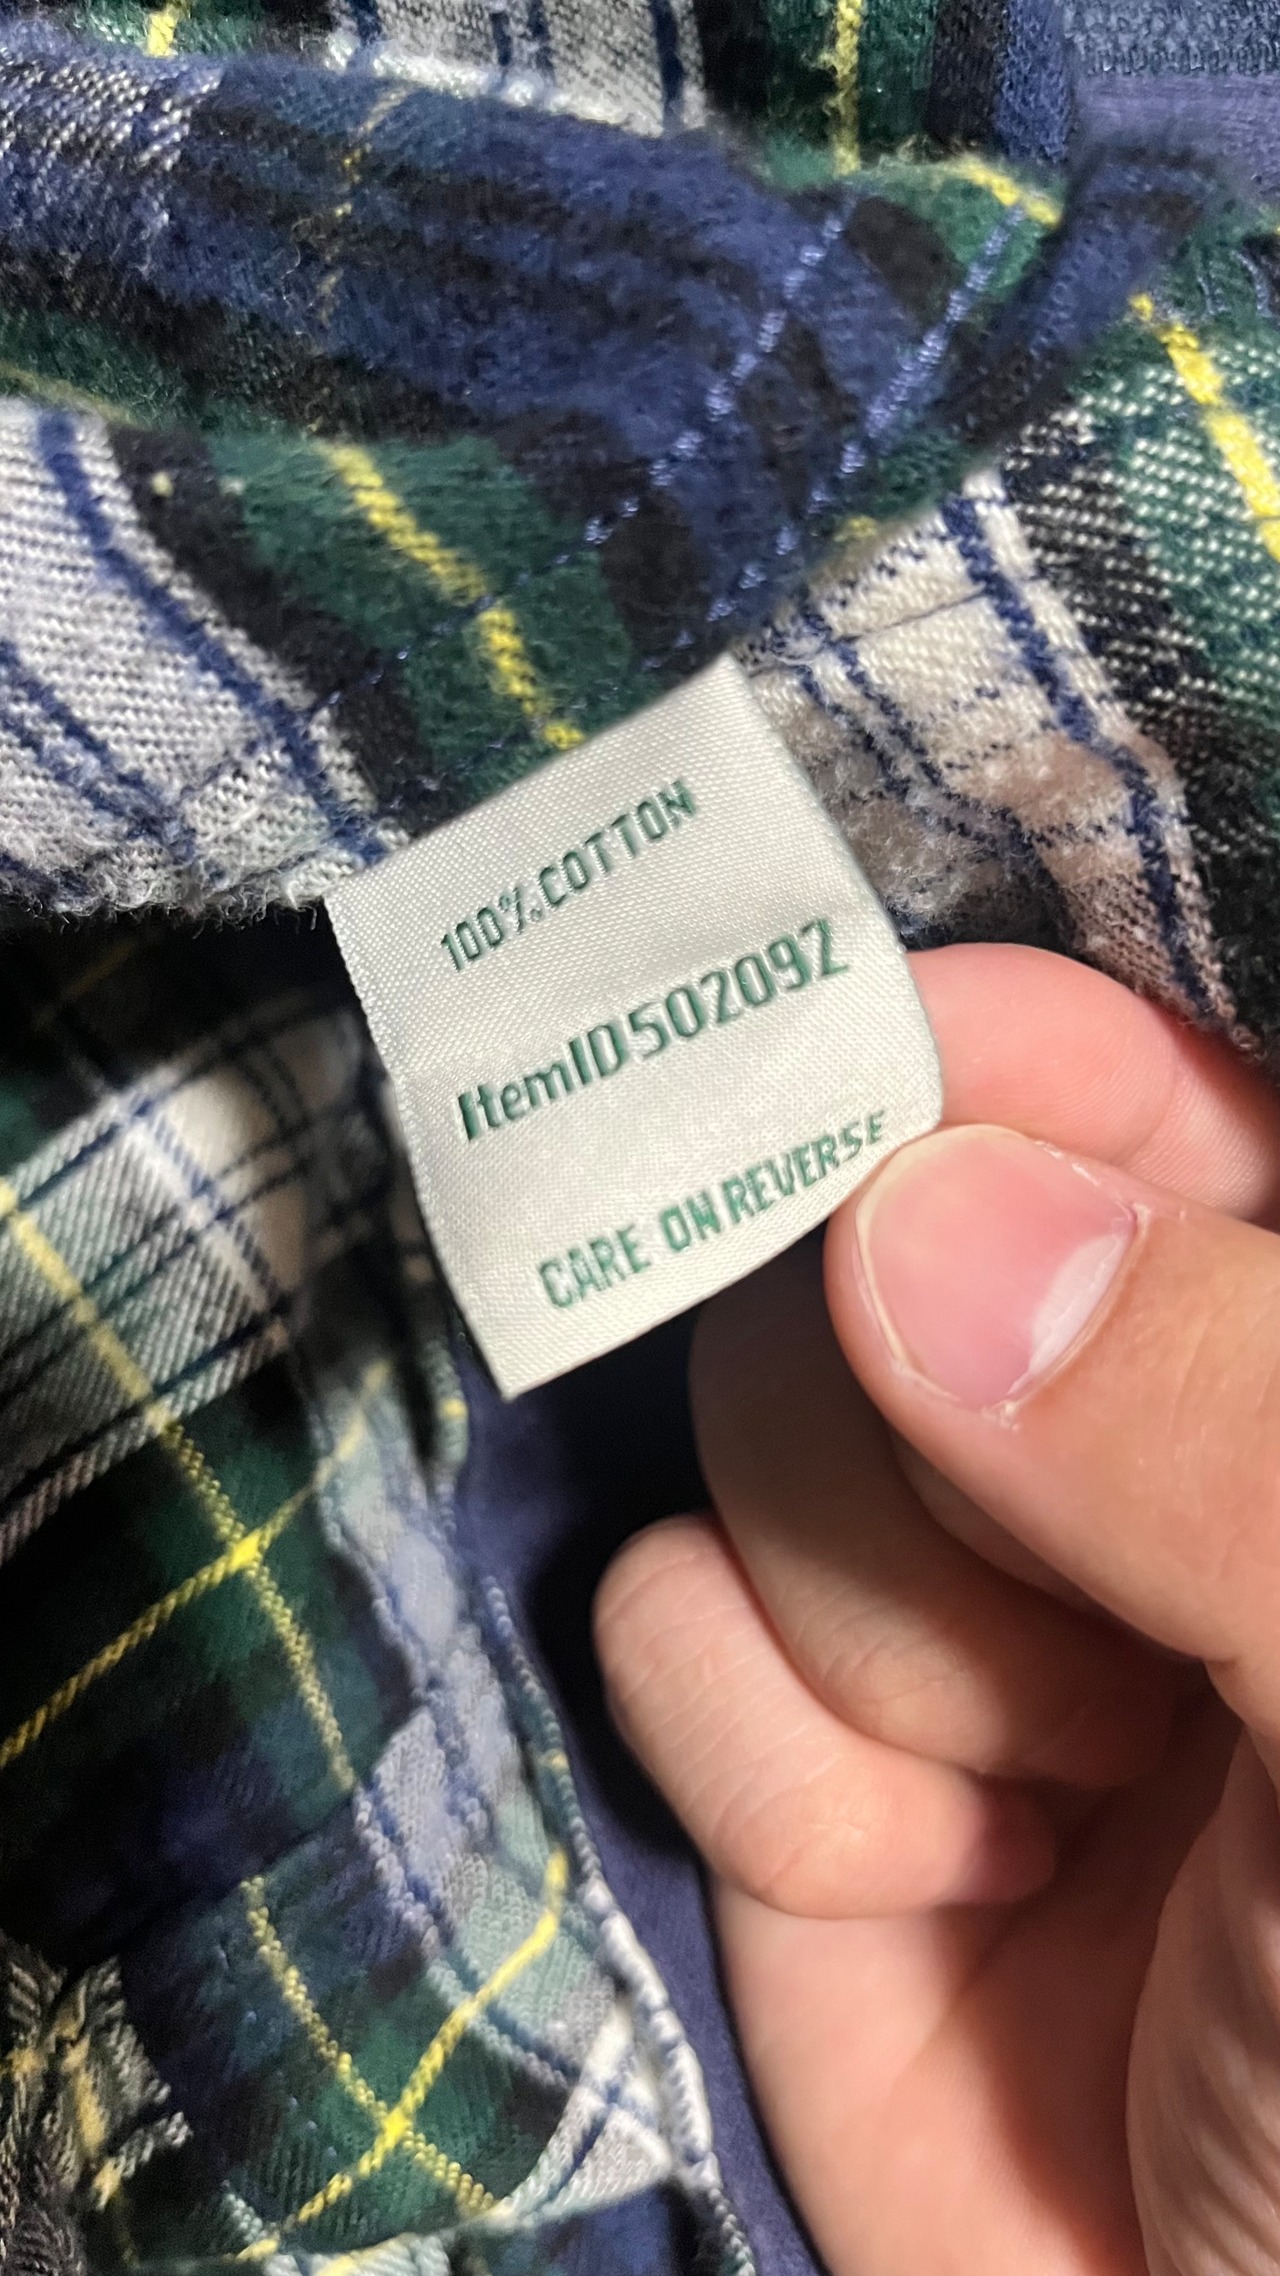 100% COTTON
ItemID502092
CARE ON REVERSE